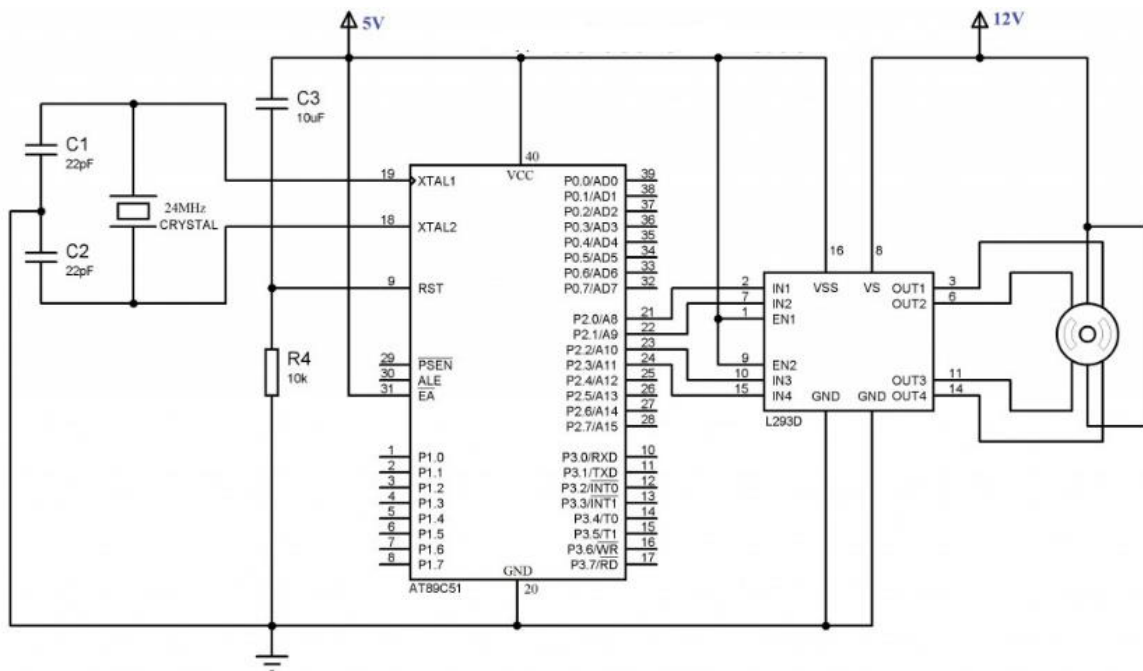 5V
12V
C3
10uF
C1
22pF
24MHz
CRYSTAL
C2
22pF
R4
10k
40
VCC
19
XTAL1
18
XTAL2
9
RST
29
PSEN
30
ALE
31
EA
1
P1.0
2
P1.1
3
P1.2
4
P1.3
5
P1.4
6
P1.5
7
P1.6
8
P1.7
P0.0/AD0
39
P0.1/AD1
38
P0.2/AD2
37
P0.3/AD3
36
P0.4/AD4
35
P0.5/AD5
34
P0.6/AD6
33
P0.7/AD7
32
P2.0/A8
21
P2.1/A9
22
P2.2/A10
23
P2.3/A11
24
P2.4/A12
25
P2.5/A13
26
P2.6/A14
27
P2.7/A15
28
P3.0/RXD
10
P3.1/TXD
11
P3.2/INT0
12
P3.3/INT1
13
P3.4/T0
14
P3.5/T1
15
P3.6/WR
16
P3.7/RD
17
GND
20
AT89C51
16
8
VSS
VS
2
IN1
7
IN2
1
EN1
9
EN2
10
IN3
15
IN4
OUT1
3
OUT2
6
OUT3
11
OUT4
14
GND
GND
L293D